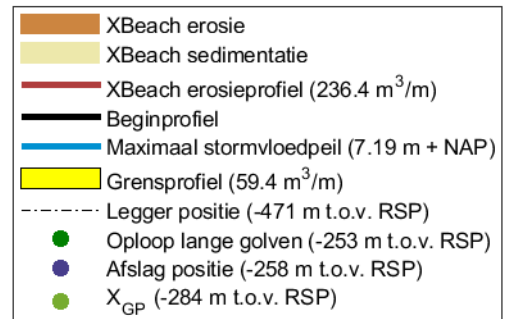 XBeach erosie
XBeach sedimentatie
XBeach erosieprofiel (236.4 m³/m)
Beginprofiel
Maximaal stormvloedpeil (7.19 m + NAP)
Grensprofiel (59.4 m³/m)
Legger positie (-471 m t.o.v. RSP)
Oploop lange golven (-253 m t.o.v. RSP)
Afslag positie (-258 m t.o.v. RSP)
X_GP (-284 m t.o.v. RSP)